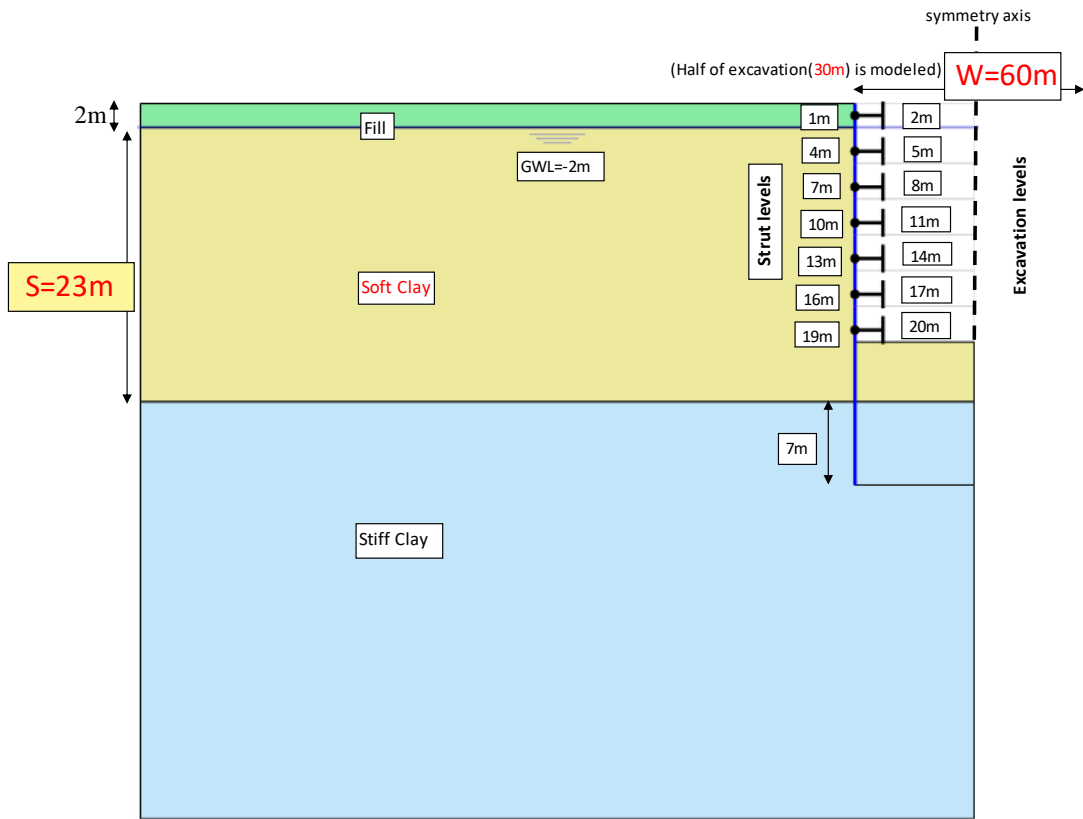 symmetry axis
(Half of excavation(30m) is modeled)
W=60m
2m
Fill
GWL=-2m
1m
2m
4m
5m
7m
8m
10m
11m
13m
14m
16m
17m
19m
20m
Strut levels
Excavation levels
S=23m
Soft Clay
7m
Stiff Clay